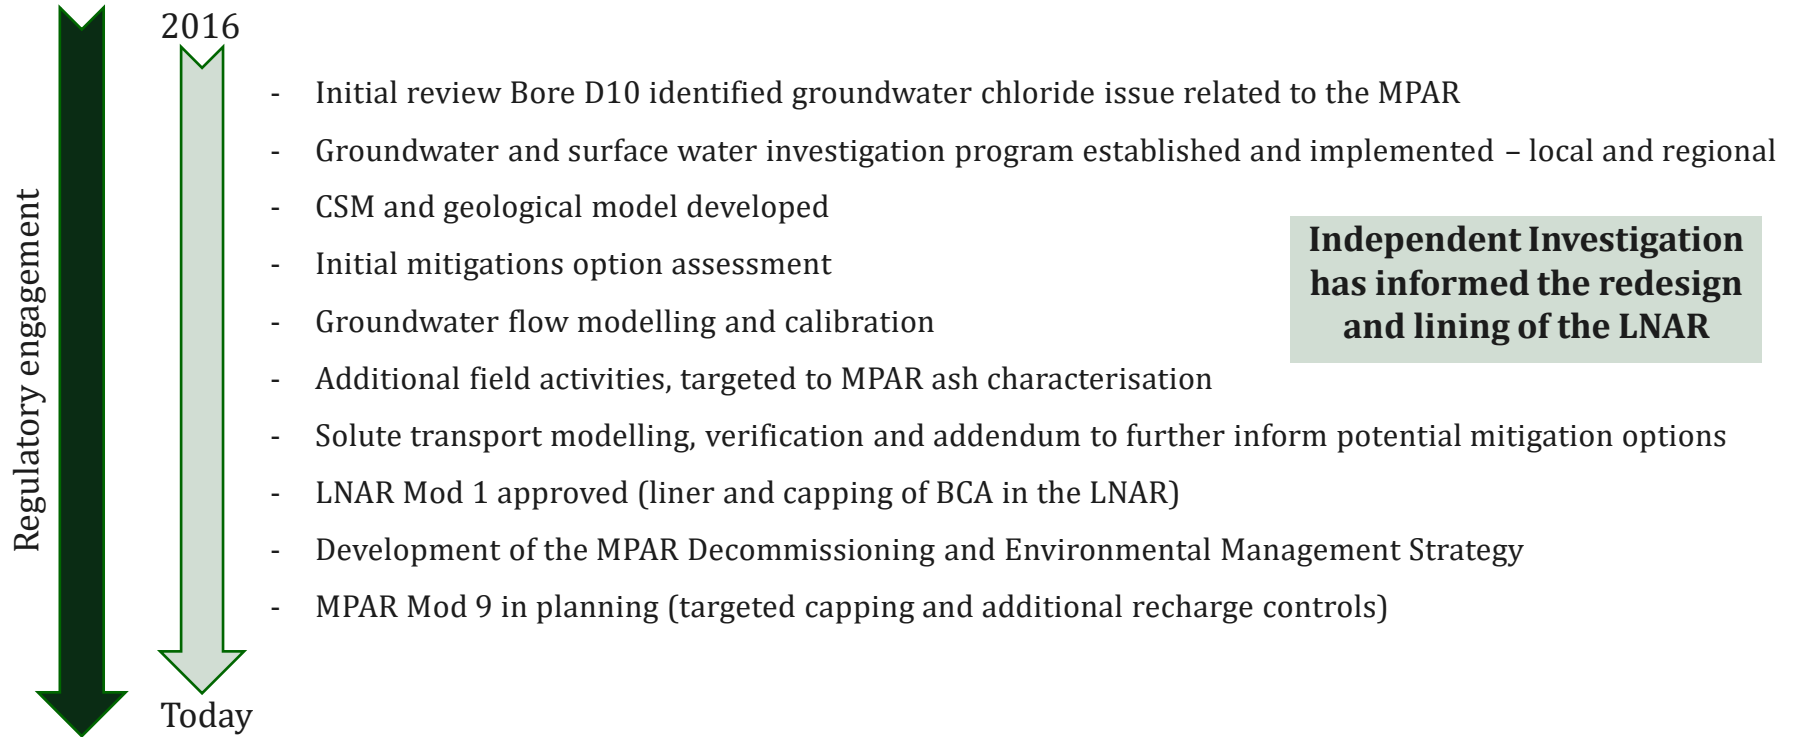 2016
Regulatory engagement
- Initial review Bore D10 identified groundwater chloride issue related to the MPAR
- Groundwater and surface water investigation program established and implemented – local and regional
- CSM and geological model developed
- Initial mitigations option assessment
- Groundwater flow modelling and calibration
- Additional field activities, targeted to MPAR ash characterisation
- Solute transport modelling, verification and addendum to further inform potential mitigation options
- LNAR Mod 1 approved (liner and capping of BCA in the LNAR)
- Development of the MPAR Decommissioning and Environmental Management Strategy
- MPAR Mod 9 in planning (targeted capping and additional recharge controls)
Independent Investigation
has informed the redesign
and lining of the LNAR
Today